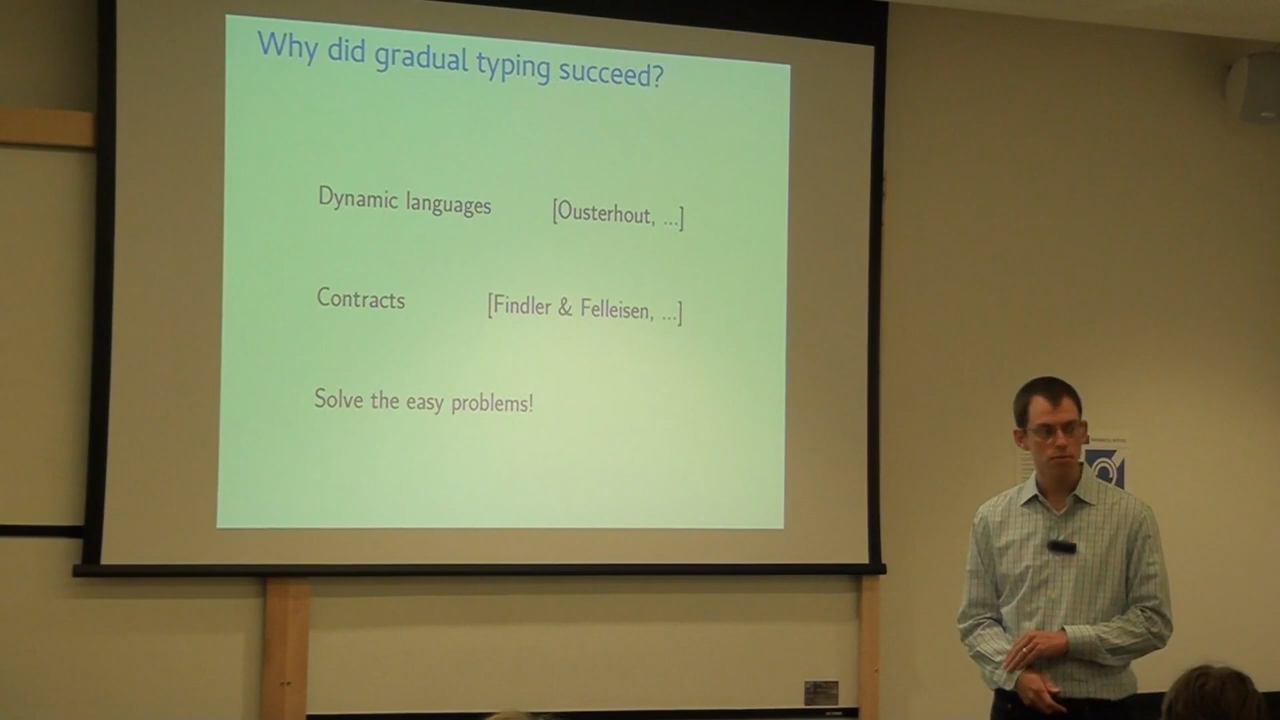 Why did gradual typing succeed?
Dynamic languages [Ousterhout, ...]
Contracts [Findler & Felleisen, ...]
Solve the easy problems!